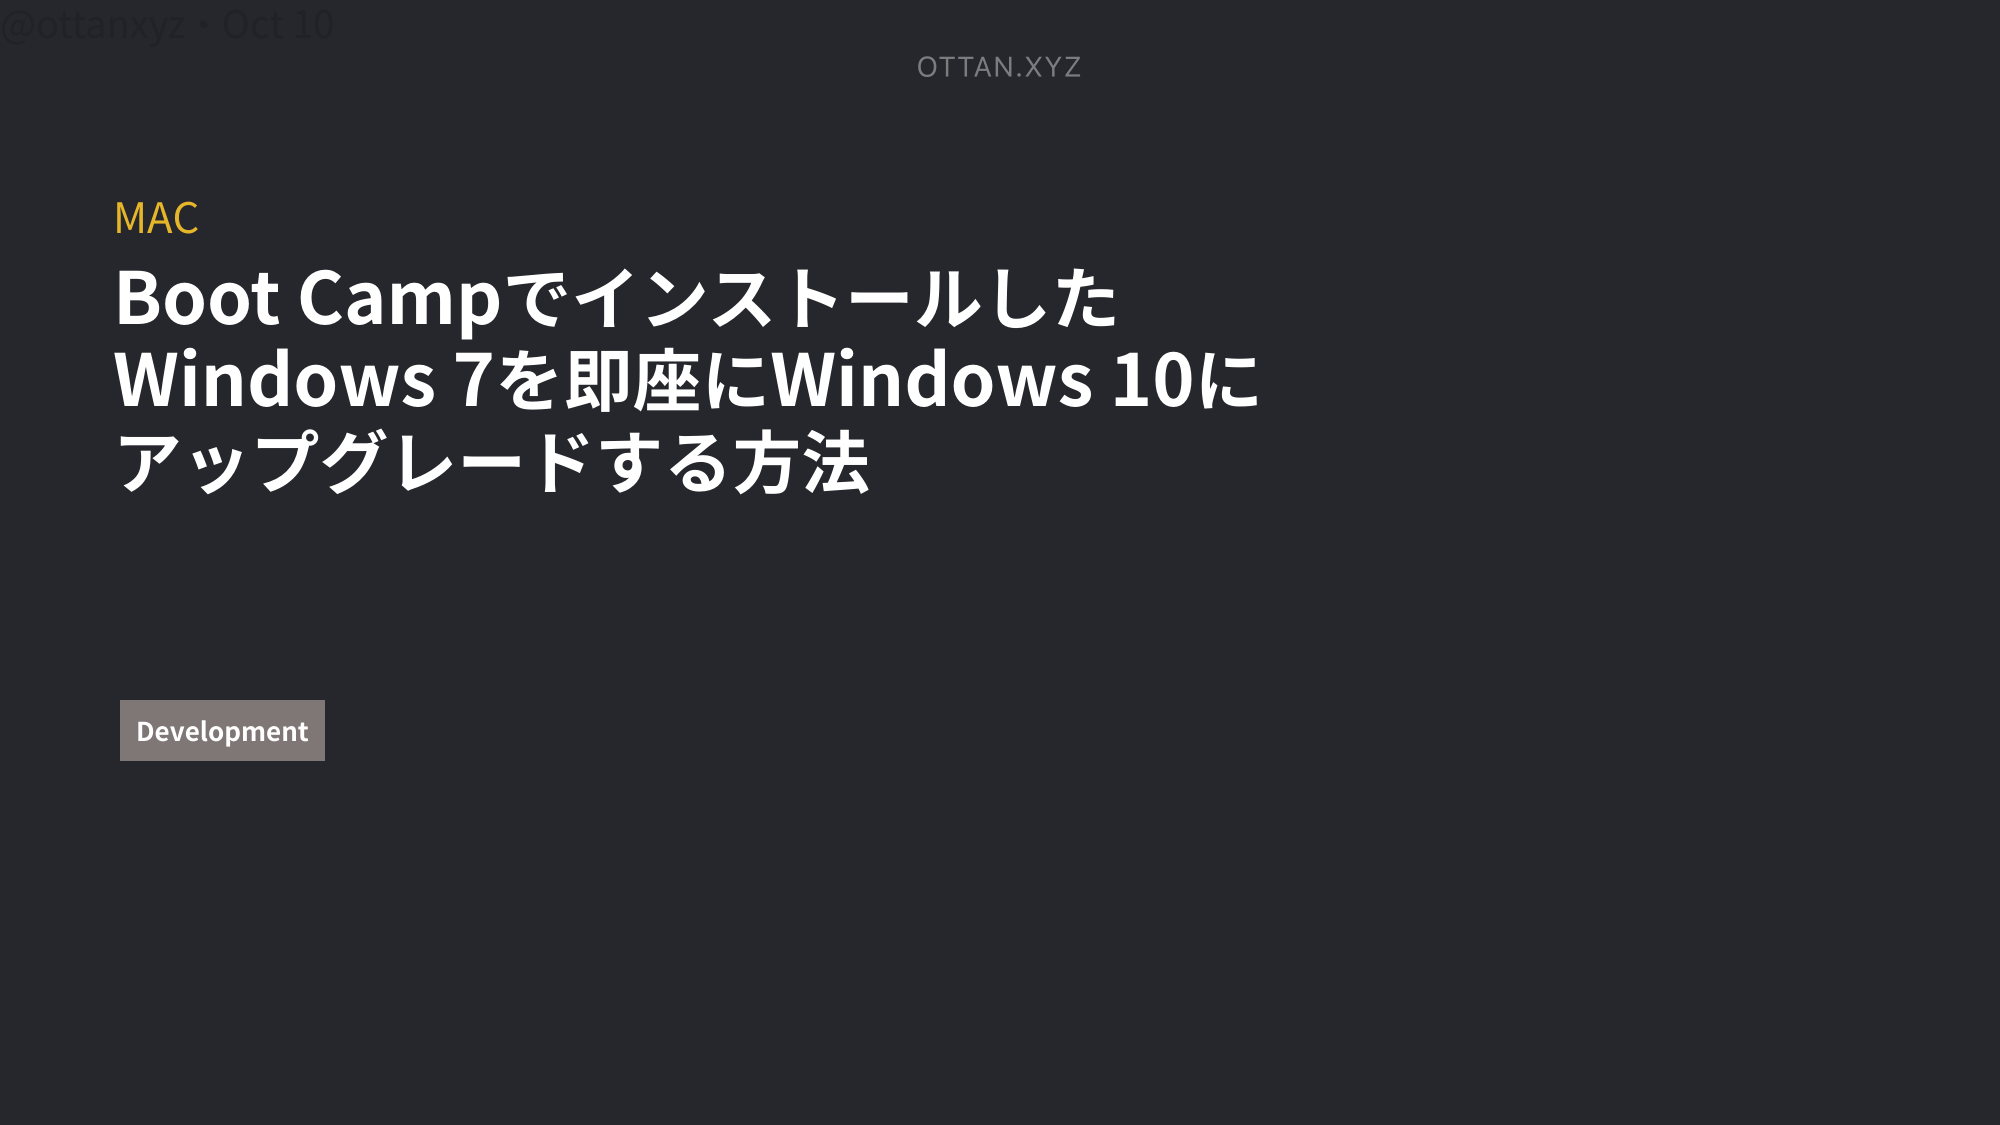 @ottanxyz・Oct 10
OTTAN.XYZ
MAC
Boot Campでインストールした
Windows 7を即座にWindows 10に
アップグレードする方法
Development